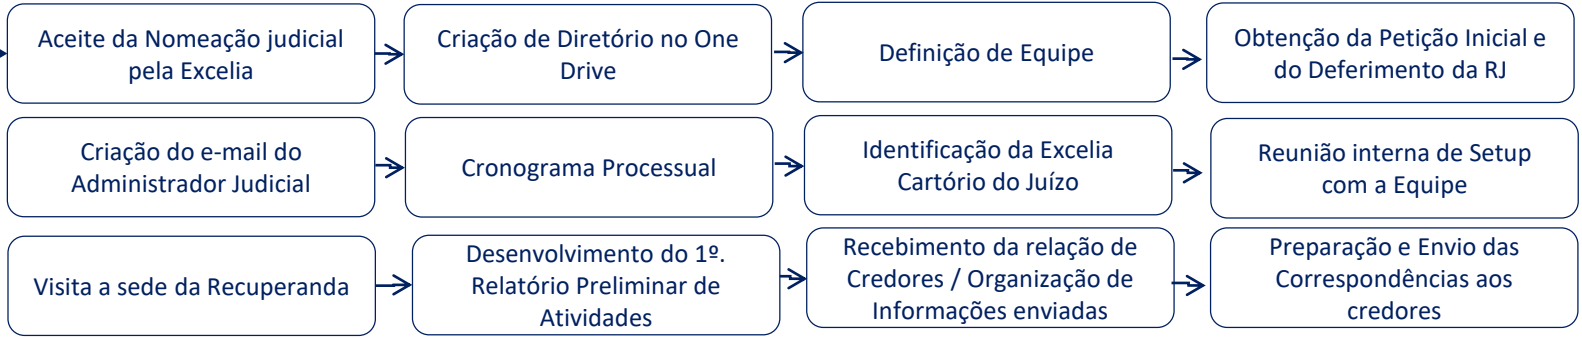 Aceite da Nomeação judicial
pela Excelia
Criação de Diretório no One
Drive
Definição de Equipe
Obtenção da Petição Inicial e
do Deferimento da RJ
Criação do e-mail do
Administrador Judicial
Cronograma Processual
Identificação da Excelia
Cartório do Juízo
Reunião interna de Setup
com a Equipe
Visita a sede da Recuperanda
Desenvolvimento do 1º.
Relatório Preliminar de
Atividades
Recebimento da relação de
Credores / Organização de
Informações enviadas
Preparação e Envio das
Correspondências aos
credores